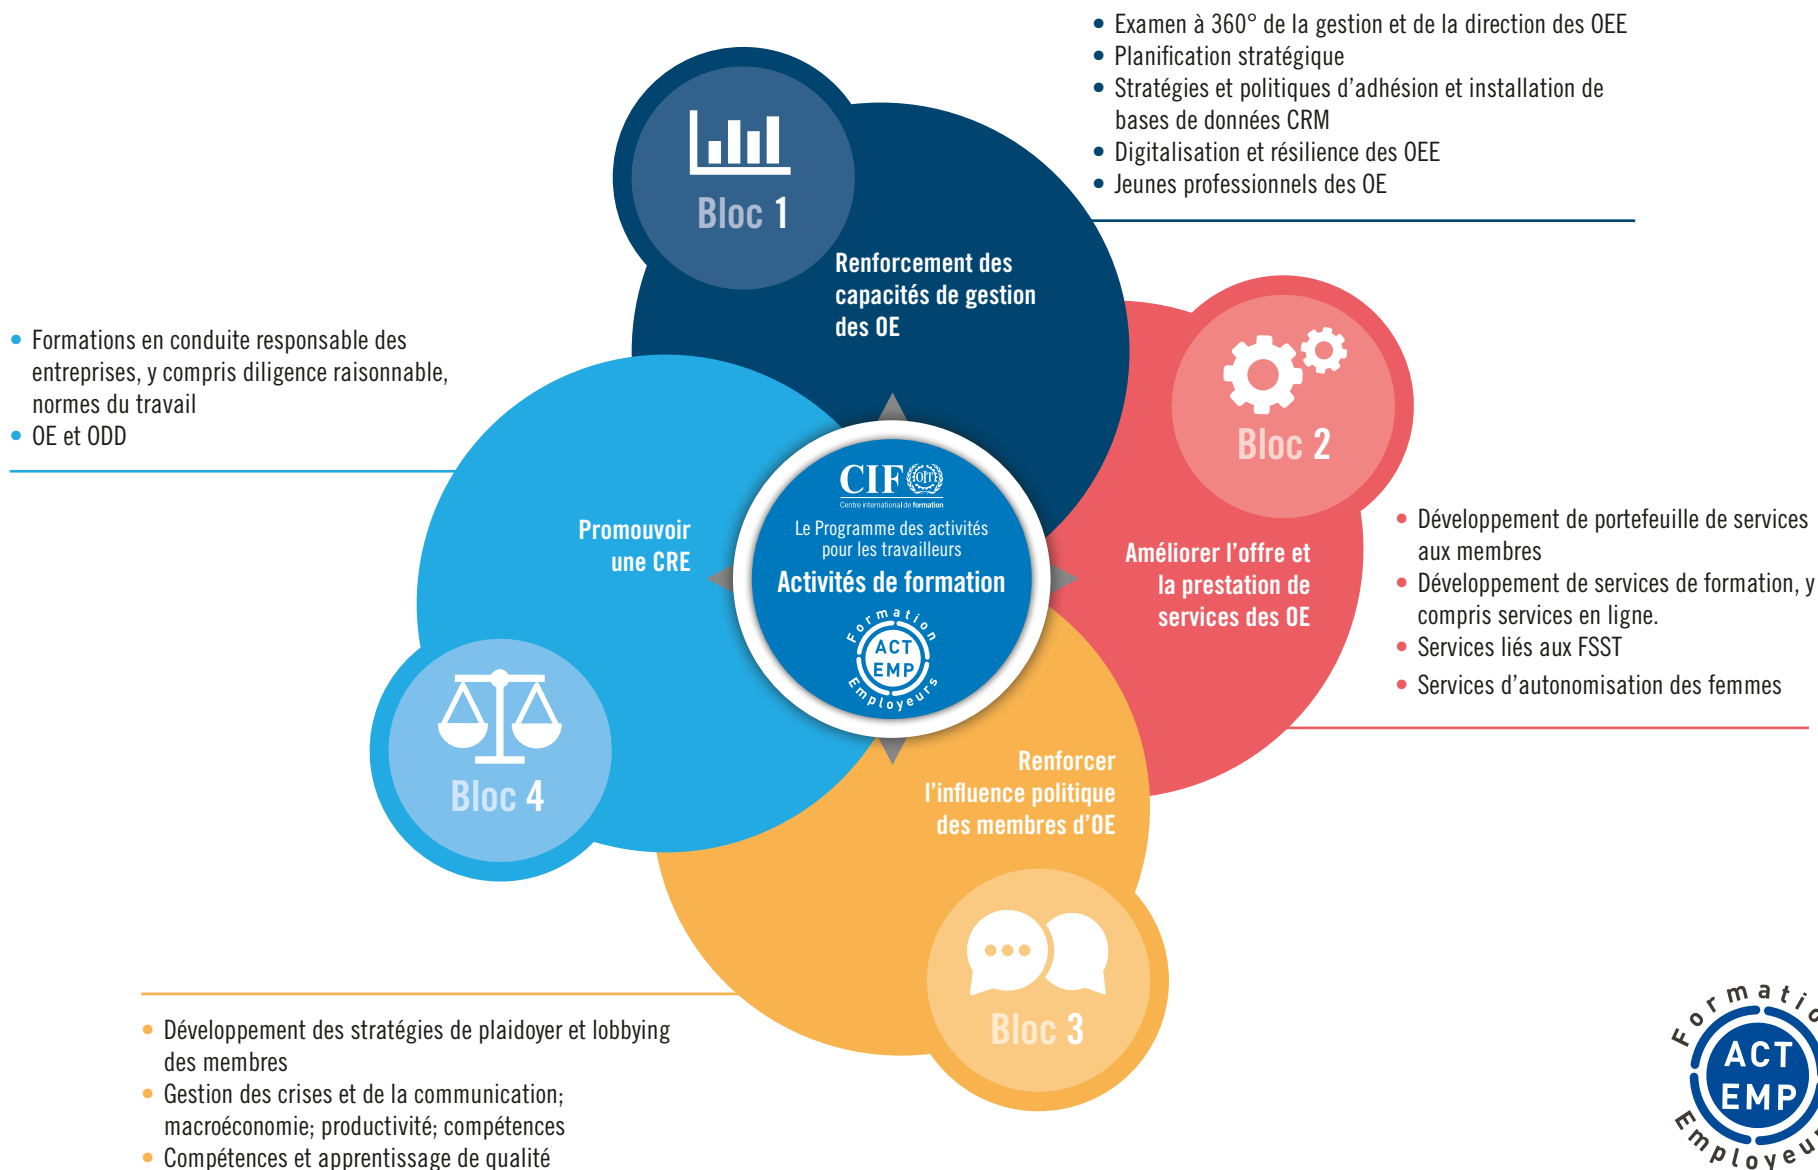 • Examen à 360° de la gestion et de la direction des OEE
• Planification stratégique
• Stratégies et politiques d'adhésion et installation de
bases de données CRM
• Digitalisation et résilience des OEE
• Jeunes professionnels des OE
Bloc 1
Renforcement des
capacités de gestion
des OE
• Formations en conduite responsable des
entreprises, y compris diligence raisonnable,
normes du travail
• OE et ODD
Bloc 2
Améliorer l'offre et
la prestation de
services des OE
• Développement de portefeuille de services
aux membres
• Développement de services de formation, y
compris services en ligne.
• Services liés aux FSST
• Services d'autonomisation des femmes
CIF OIT
Centre international de formation
Le Programme des activités
pour les travailleurs
Activités de formation
Formation
ACT
EMP
Employeurs
Promouvoir
une CRE
Bloc 4
Renforcer
l'influence politique
des membres d'OE
Bloc 3
• Développement des stratégies de plaidoyer et lobbying
des membres
• Gestion des crises et de la communication;
macroéconomie; productivité; compétences
• Compétences et apprentissage de qualité
Formatio
ACT
EMP
Employeur